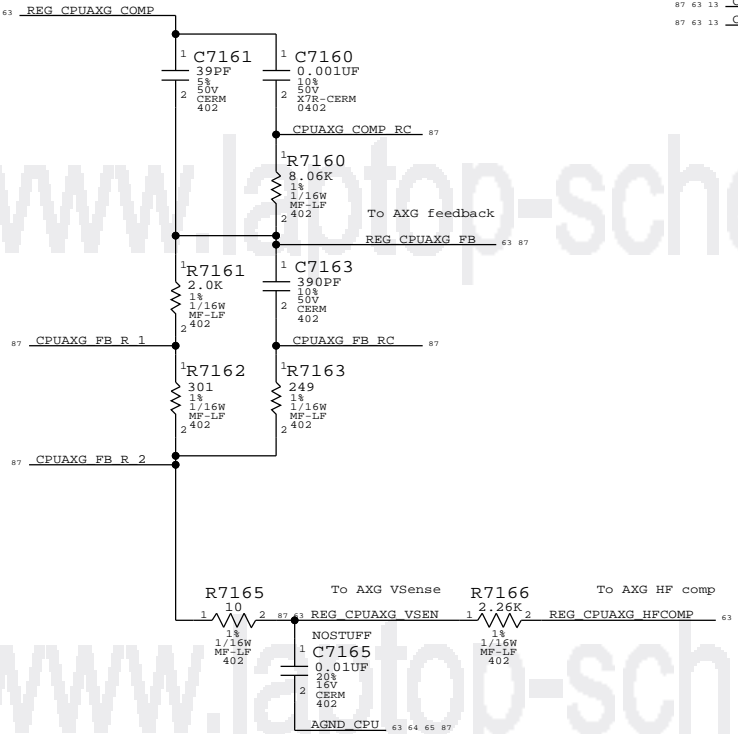 63 REG_CPUAXG_COMP
87 63 13 C
87 63 13 C
1 C7161
39PF
5%
50V
2 CERM
402
1 C7160
0.001UF
10%
50V
2 X7R-CERM
0402
CPUAXG_COMP_RC 87
1 R7160
8.06K
1%
1/16W
MF-LF
2 402
To AXG feedback
REG_CPUAXG_FB 63 87
1 R7161
2.0K
1%
1/16W
MF-LF
2 402
1 C7163
390PF
10%
50V
2 CERM
402
87 CPUAXG_FB_R_1
CPUAXG_FB_RC 87
1 R7162
301
1%
1/16W
MF-LF
2 402
1 R7163
249
1%
1/16W
MF-LF
2 402
87 CPUAXG_FB_R_2
R7165
1 10 2
1%
1/16W
MF-LF
402
To AXG VSense
87 63 REG_CPUAXG_VSEN
R7166
1 2.26K 2
1%
1/16W
MF-LF
402
To AXG HF comp
REG_CPUAXG_HFCOMP 63
NOSTUFF
1 C7165
0.01UF
20%
16V
2 CERM
402
AGND_CPU 63 64 65 87
www.laptop-sch
www.laptop-sch